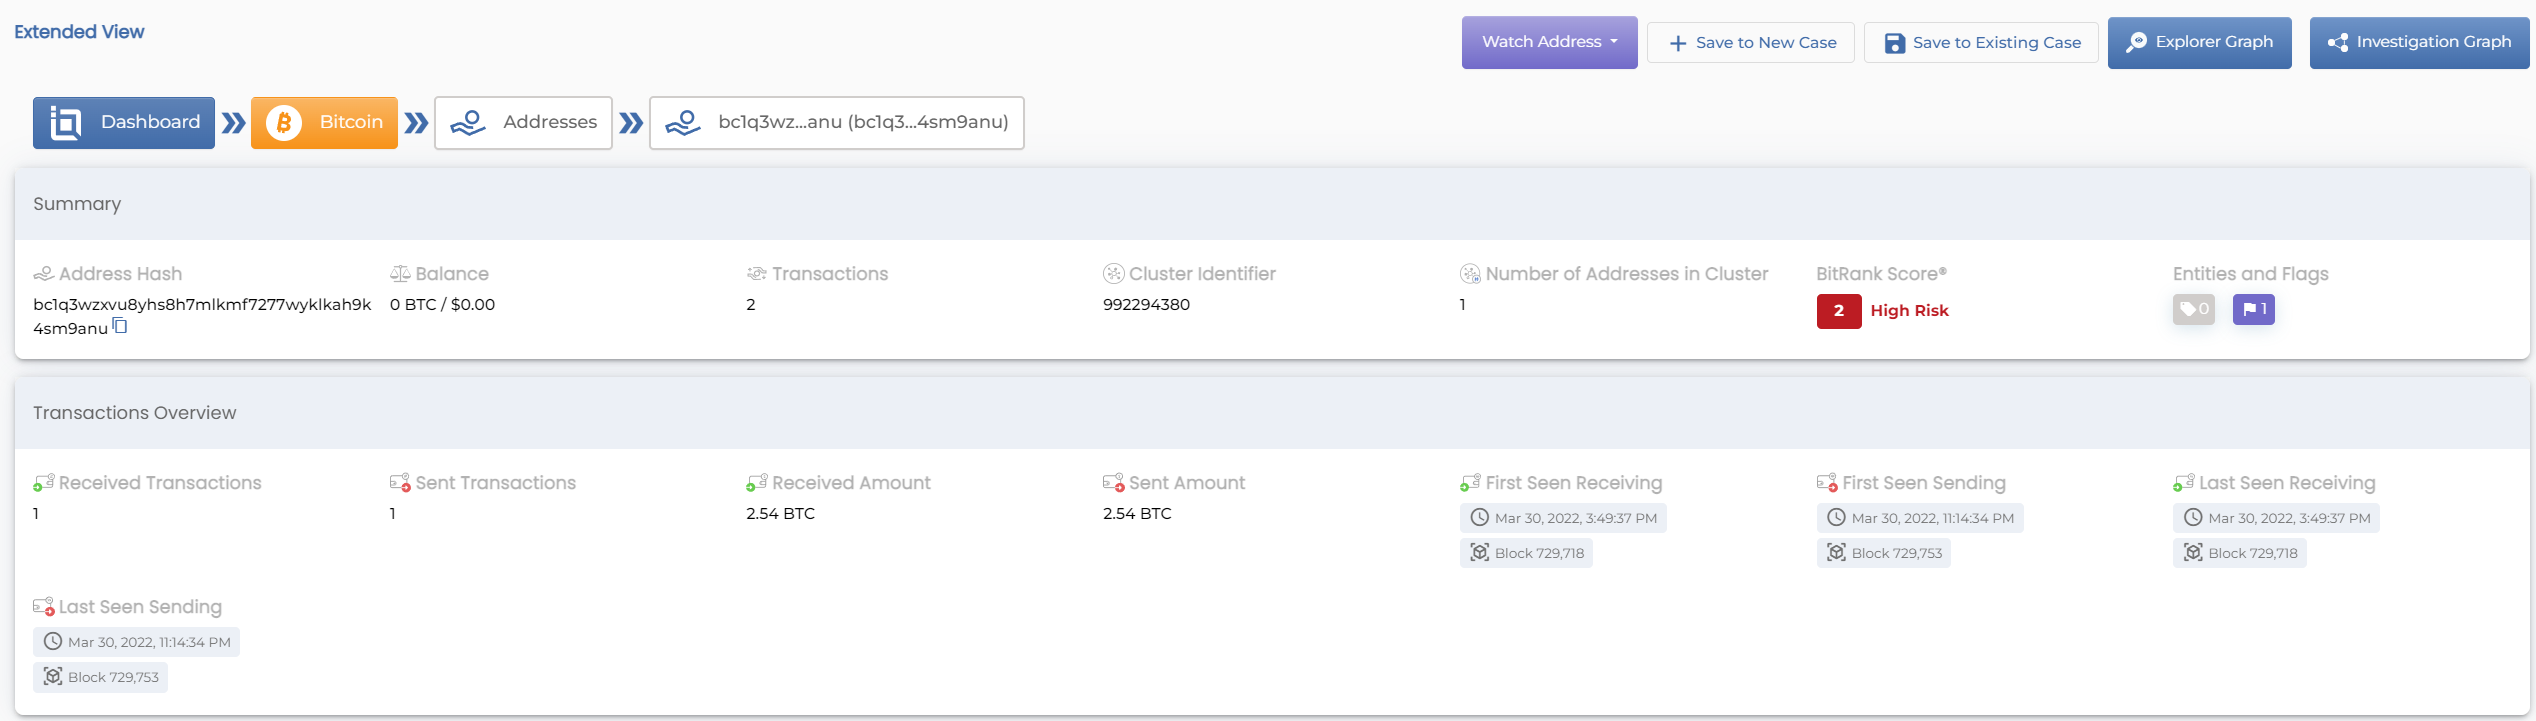 Extended View
Watch Address
Save to New Case
Save to Existing Case
Explorer Graph
Investigation Graph
Dashboard
Bitcoin
Addresses
bc1q3wz...anu (bc1q3...4sm9anu)
Summary
Address Hash
bc1q3wzxvu8yhs8h7mlkmf7277wyklkah9k
4sm9anu
Balance
0 BTC / $0.00
Transactions
2
Cluster Identifier
992294380
Number of Addresses in Cluster
1
BitRank Score®
2 High Risk
Entities and Flags
0 1
Transactions Overview
Received Transactions
1
Sent Transactions
1
Received Amount
2.54 BTC
Sent Amount
2.54 BTC
First Seen Receiving
Mar 30, 2022, 3:49:37 PM
Block 729,718
First Seen Sending
Mar 30, 2022, 11:14:34 PM
Block 729,753
Last Seen Receiving
Mar 30, 2022, 3:49:37 PM
Block 729,718
Last Seen Sending
Mar 30, 2022, 11:14:34 PM
Block 729,753